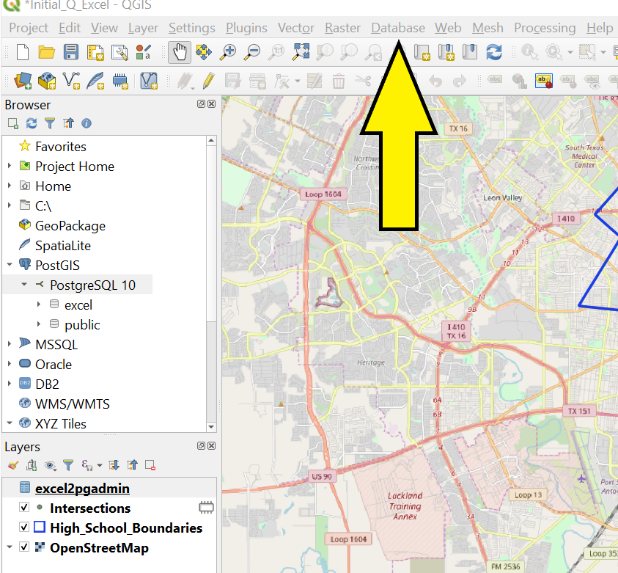 *Initial_Q_Excel - QGIS
Project Edit View Layer Settings Plugins Vector Raster Database Web Mesh Processing Help
Browser
Favorites
Project Home
Home
C:\
GeoPackage
SpatiaLite
PostGIS
PostgreSQL 10
excel
public
MSSQL
Oracle
DB2
WMS/WMTS
XYZ Tiles
Layers
excel2pgadmin
Intersections
High_School_Boundaries
OpenStreetMap
TX 16
South Texas
Medical
Center
Leon Valley
Loop 1604
I 410
I 410
TX 16
Heritage
TX 151
US 90
Lackland
Training
Annex
Loop 13
Loop 1604
Loop 35
FM 2536